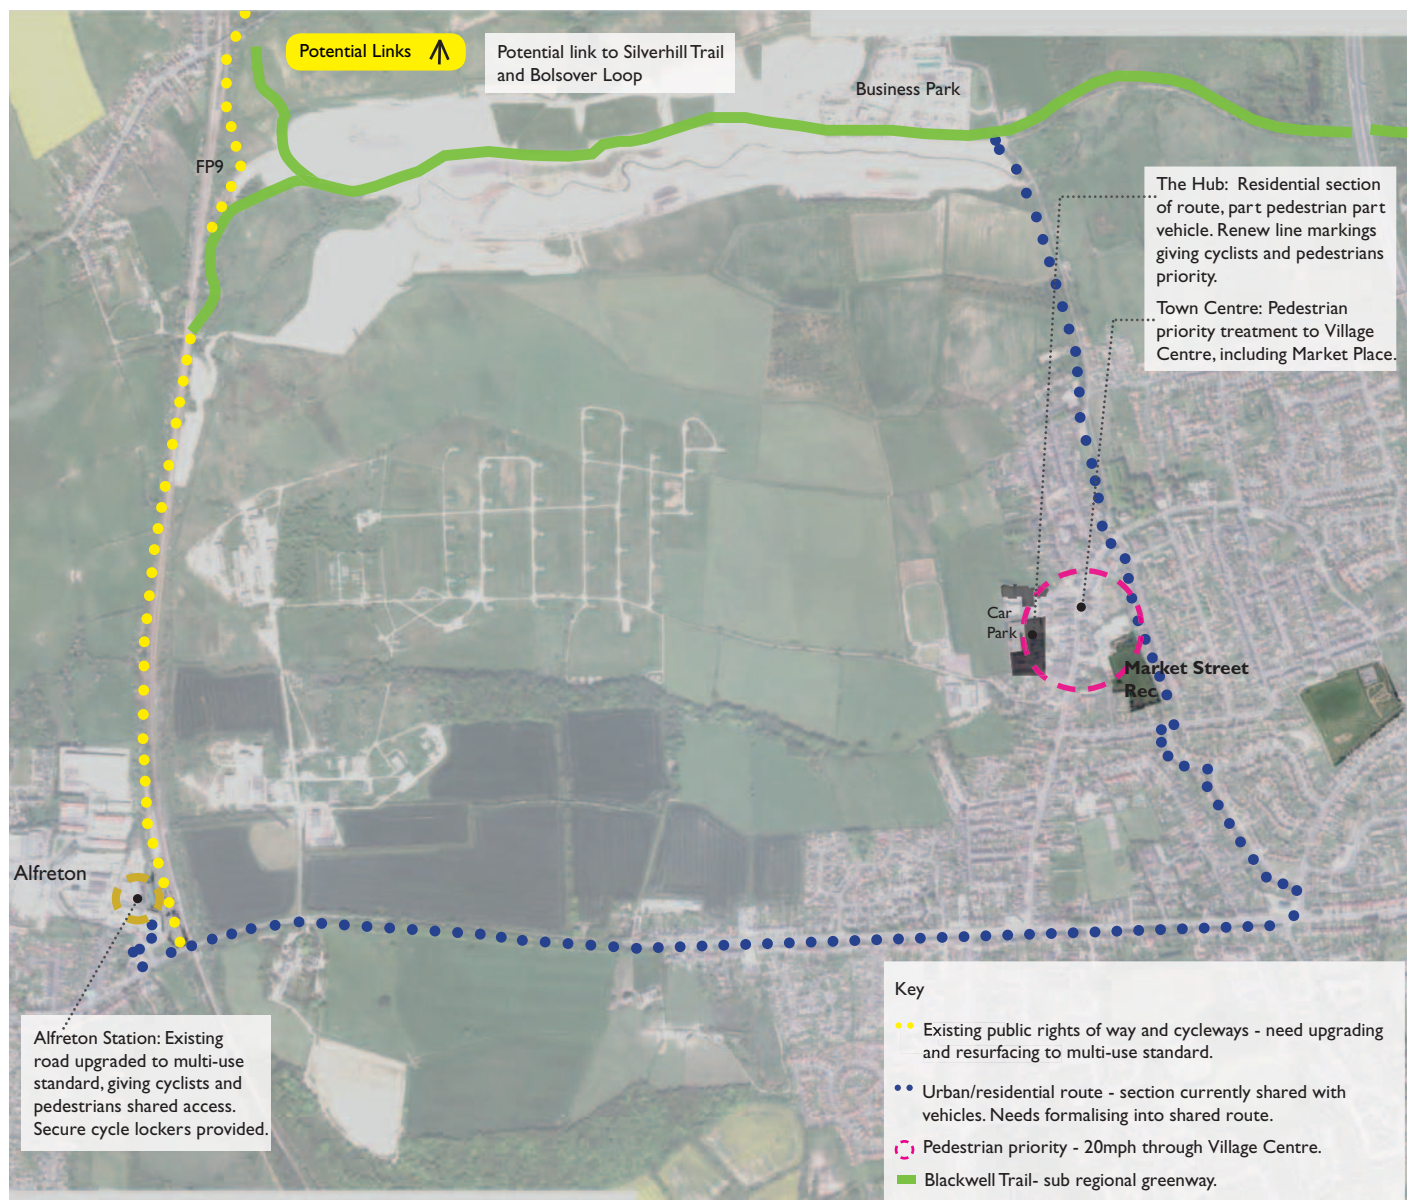 Potential Links
Potential link to Silverhill Trail
and Bolsover Loop
Business Park
FP9
The Hub: Residential section
of route, part pedestrian part
vehicle. Renew line markings
giving cyclists and pedestrians
priority.
Town Centre: Pedestrian
priority treatment to Village
Centre, including Market Place.
Car
Park
Market Street
Rec
Alfreton
Alfreton Station: Existing
road upgraded to multi-use
standard, giving cyclists and
pedestrians shared access.
Secure cycle lockers provided.
Key
Existing public rights of way and cycleways - need upgrading
and resurfacing to multi-use standard.
Urban/residential route - section currently shared with
vehicles. Needs formalising into shared route.
Pedestrian priority - 20mph through Village Centre.
Blackwell Trail- sub regional greenway.